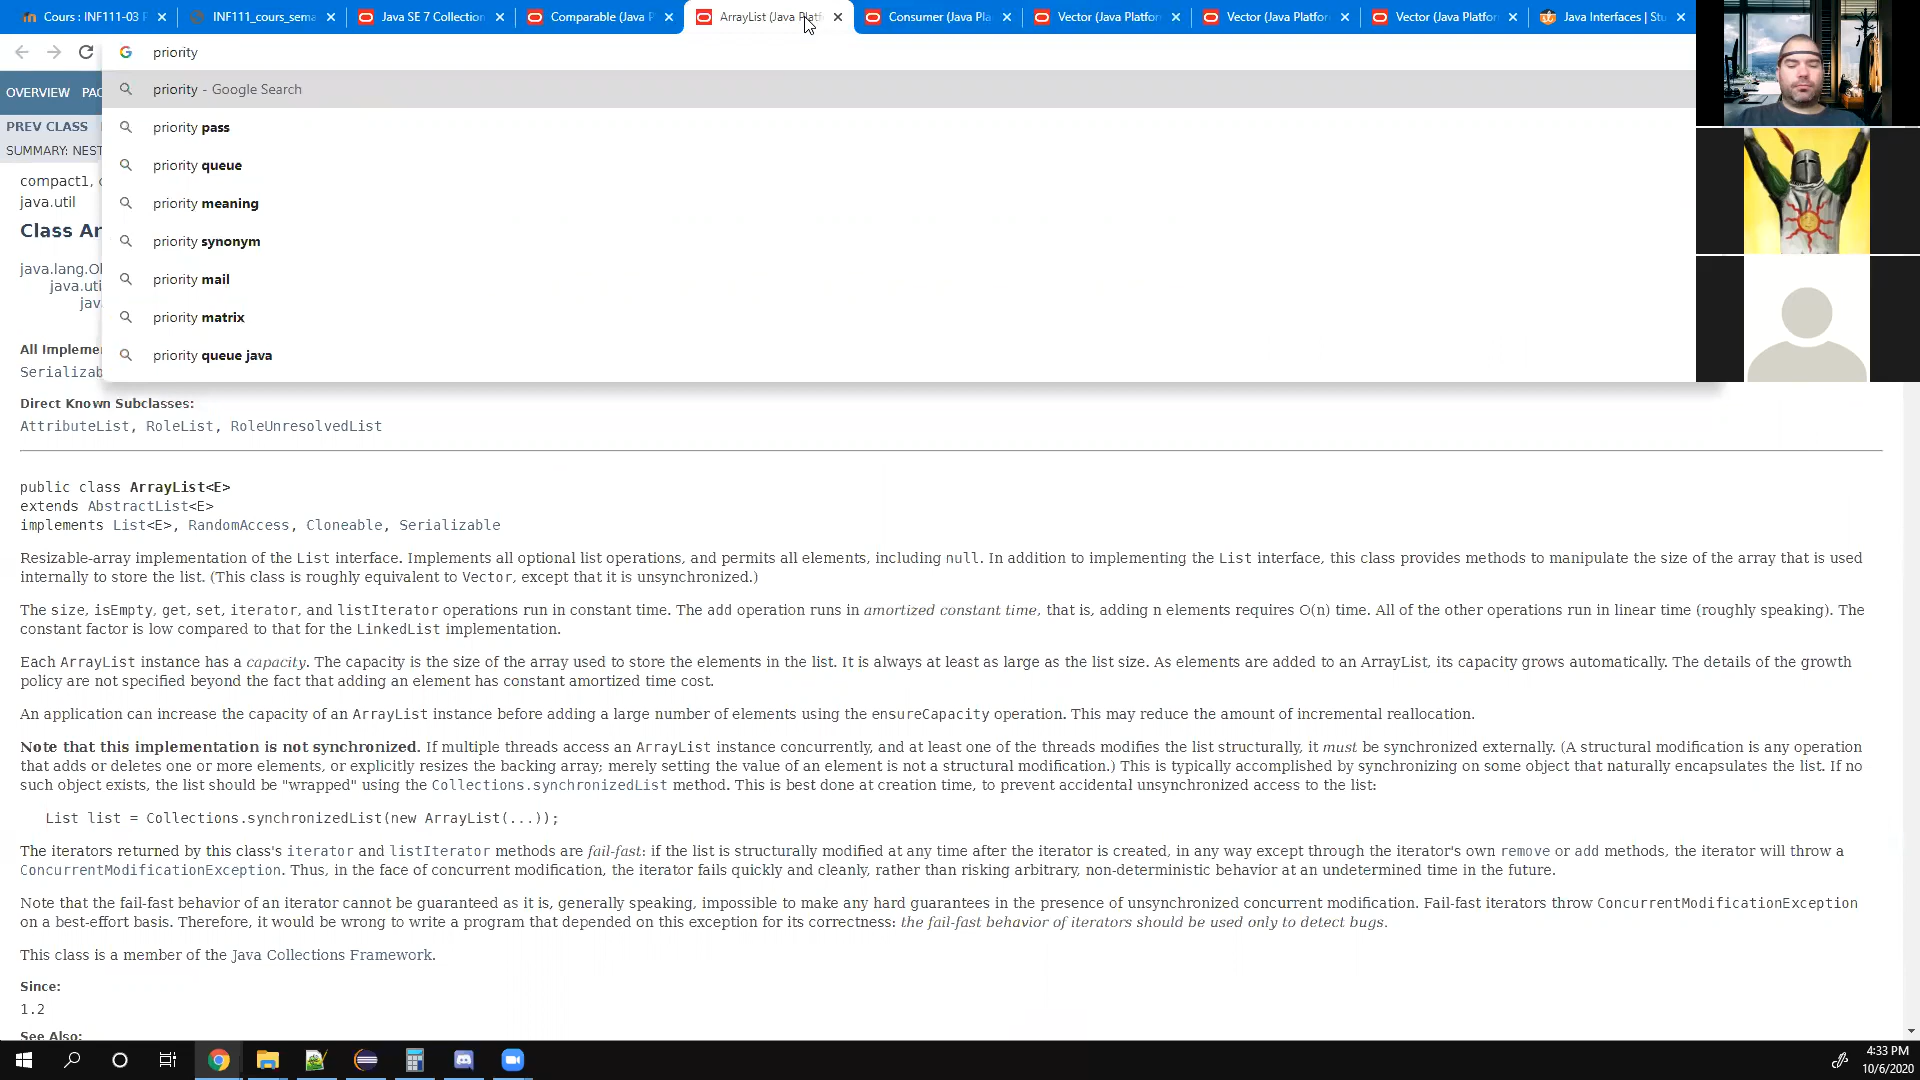 Cours : INF111-03 P
INF111_cours_sema
Java SE 7 Collection
Comparable (Java P
ArrayList (Java Platf
Consumer (Java Pla
Vector (Java Platfor
Vector (Java Platfor
Vector (Java Platfor
Java Interfaces | Stu
priority
priority - Google Search
priority pass
priority queue
priority meaning
priority synonym
priority mail
priority matrix
priority queue java
OVERVIEW PAC
PREV CLASS
SUMMARY: NEST
compact1, c
java.util
Class Ar
java.lang.Ob
java.uti
java
All Implemen
Serializab
Direct Known Subclasses:
AttributeList, RoleList, RoleUnresolvedList
public class ArrayList<E>
extends AbstractList<E>
implements List<E>, RandomAccess, Cloneable, Serializable
Resizable-array implementation of the List interface. Implements all optional list operations, and permits all elements, including null. In addition to implementing the List interface, this class provides methods to manipulate the size of the array that is used
internally to store the list. (This class is roughly equivalent to Vector, except that it is unsynchronized.)
The size, isEmpty, get, set, iterator, and listIterator operations run in constant time. The add operation runs in amortized constant time, that is, adding n elements requires O(n) time. All of the other operations run in linear time (roughly speaking). The
constant factor is low compared to that for the LinkedList implementation.
Each ArrayList instance has a capacity. The capacity is the size of the array used to store the elements in the list. It is always at least as large as the list size. As elements are added to an ArrayList, its capacity grows automatically. The details of the growth
policy are not specified beyond the fact that adding an element has constant amortized time cost.
An application can increase the capacity of an ArrayList instance before adding a large number of elements using the ensureCapacity operation. This may reduce the amount of incremental reallocation.
Note that this implementation is not synchronized. If multiple threads access an ArrayList instance concurrently, and at least one of the threads modifies the list structurally, it must be synchronized externally. (A structural modification is any operation
that adds or deletes one or more elements, or explicitly resizes the backing array; merely setting the value of an element is not a structural modification.) This is typically accomplished by synchronizing on some object that naturally encapsulates the list. If no
such object exists, the list should be "wrapped" using the Collections.synchronizedList method. This is best done at creation time, to prevent accidental unsynchronized access to the list:
List list = Collections.synchronizedList(new ArrayList(...));
The iterators returned by this class's iterator and listIterator methods are fail-fast: if the list is structurally modified at any time after the iterator is created, in any way except through the iterator's own remove or add methods, the iterator will throw a
ConcurrentModificationException. Thus, in the face of concurrent modification, the iterator fails quickly and cleanly, rather than risking arbitrary, non-deterministic behavior at an undetermined time in the future.
Note that the fail-fast behavior of an iterator cannot be guaranteed as it is, generally speaking, impossible to make any hard guarantees in the presence of unsynchronized concurrent modification. Fail-fast iterators throw ConcurrentModificationException
on a best-effort basis. Therefore, it would be wrong to write a program that depended on this exception for its correctness: the fail-fast behavior of iterators should be used only to detect bugs.
This class is a member of the Java Collections Framework.
Since:
1.2
See Also:
4:33 PM
10/6/2020